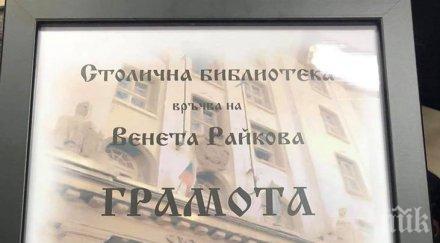 Столична библиотека
връчва на
Венета Райкова
ГРАМОТА